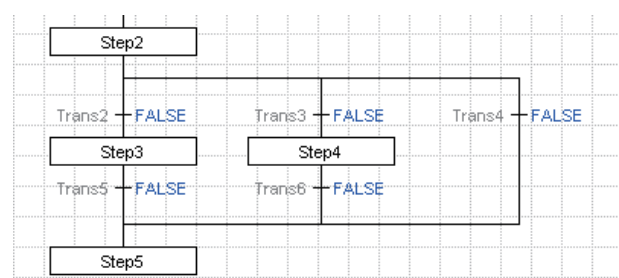 Step2
Trans2 FALSE Trans3 FALSE Trans4 FALSE
Step3 Step4
Trans5 FALSE Trans6 FALSE
Step5